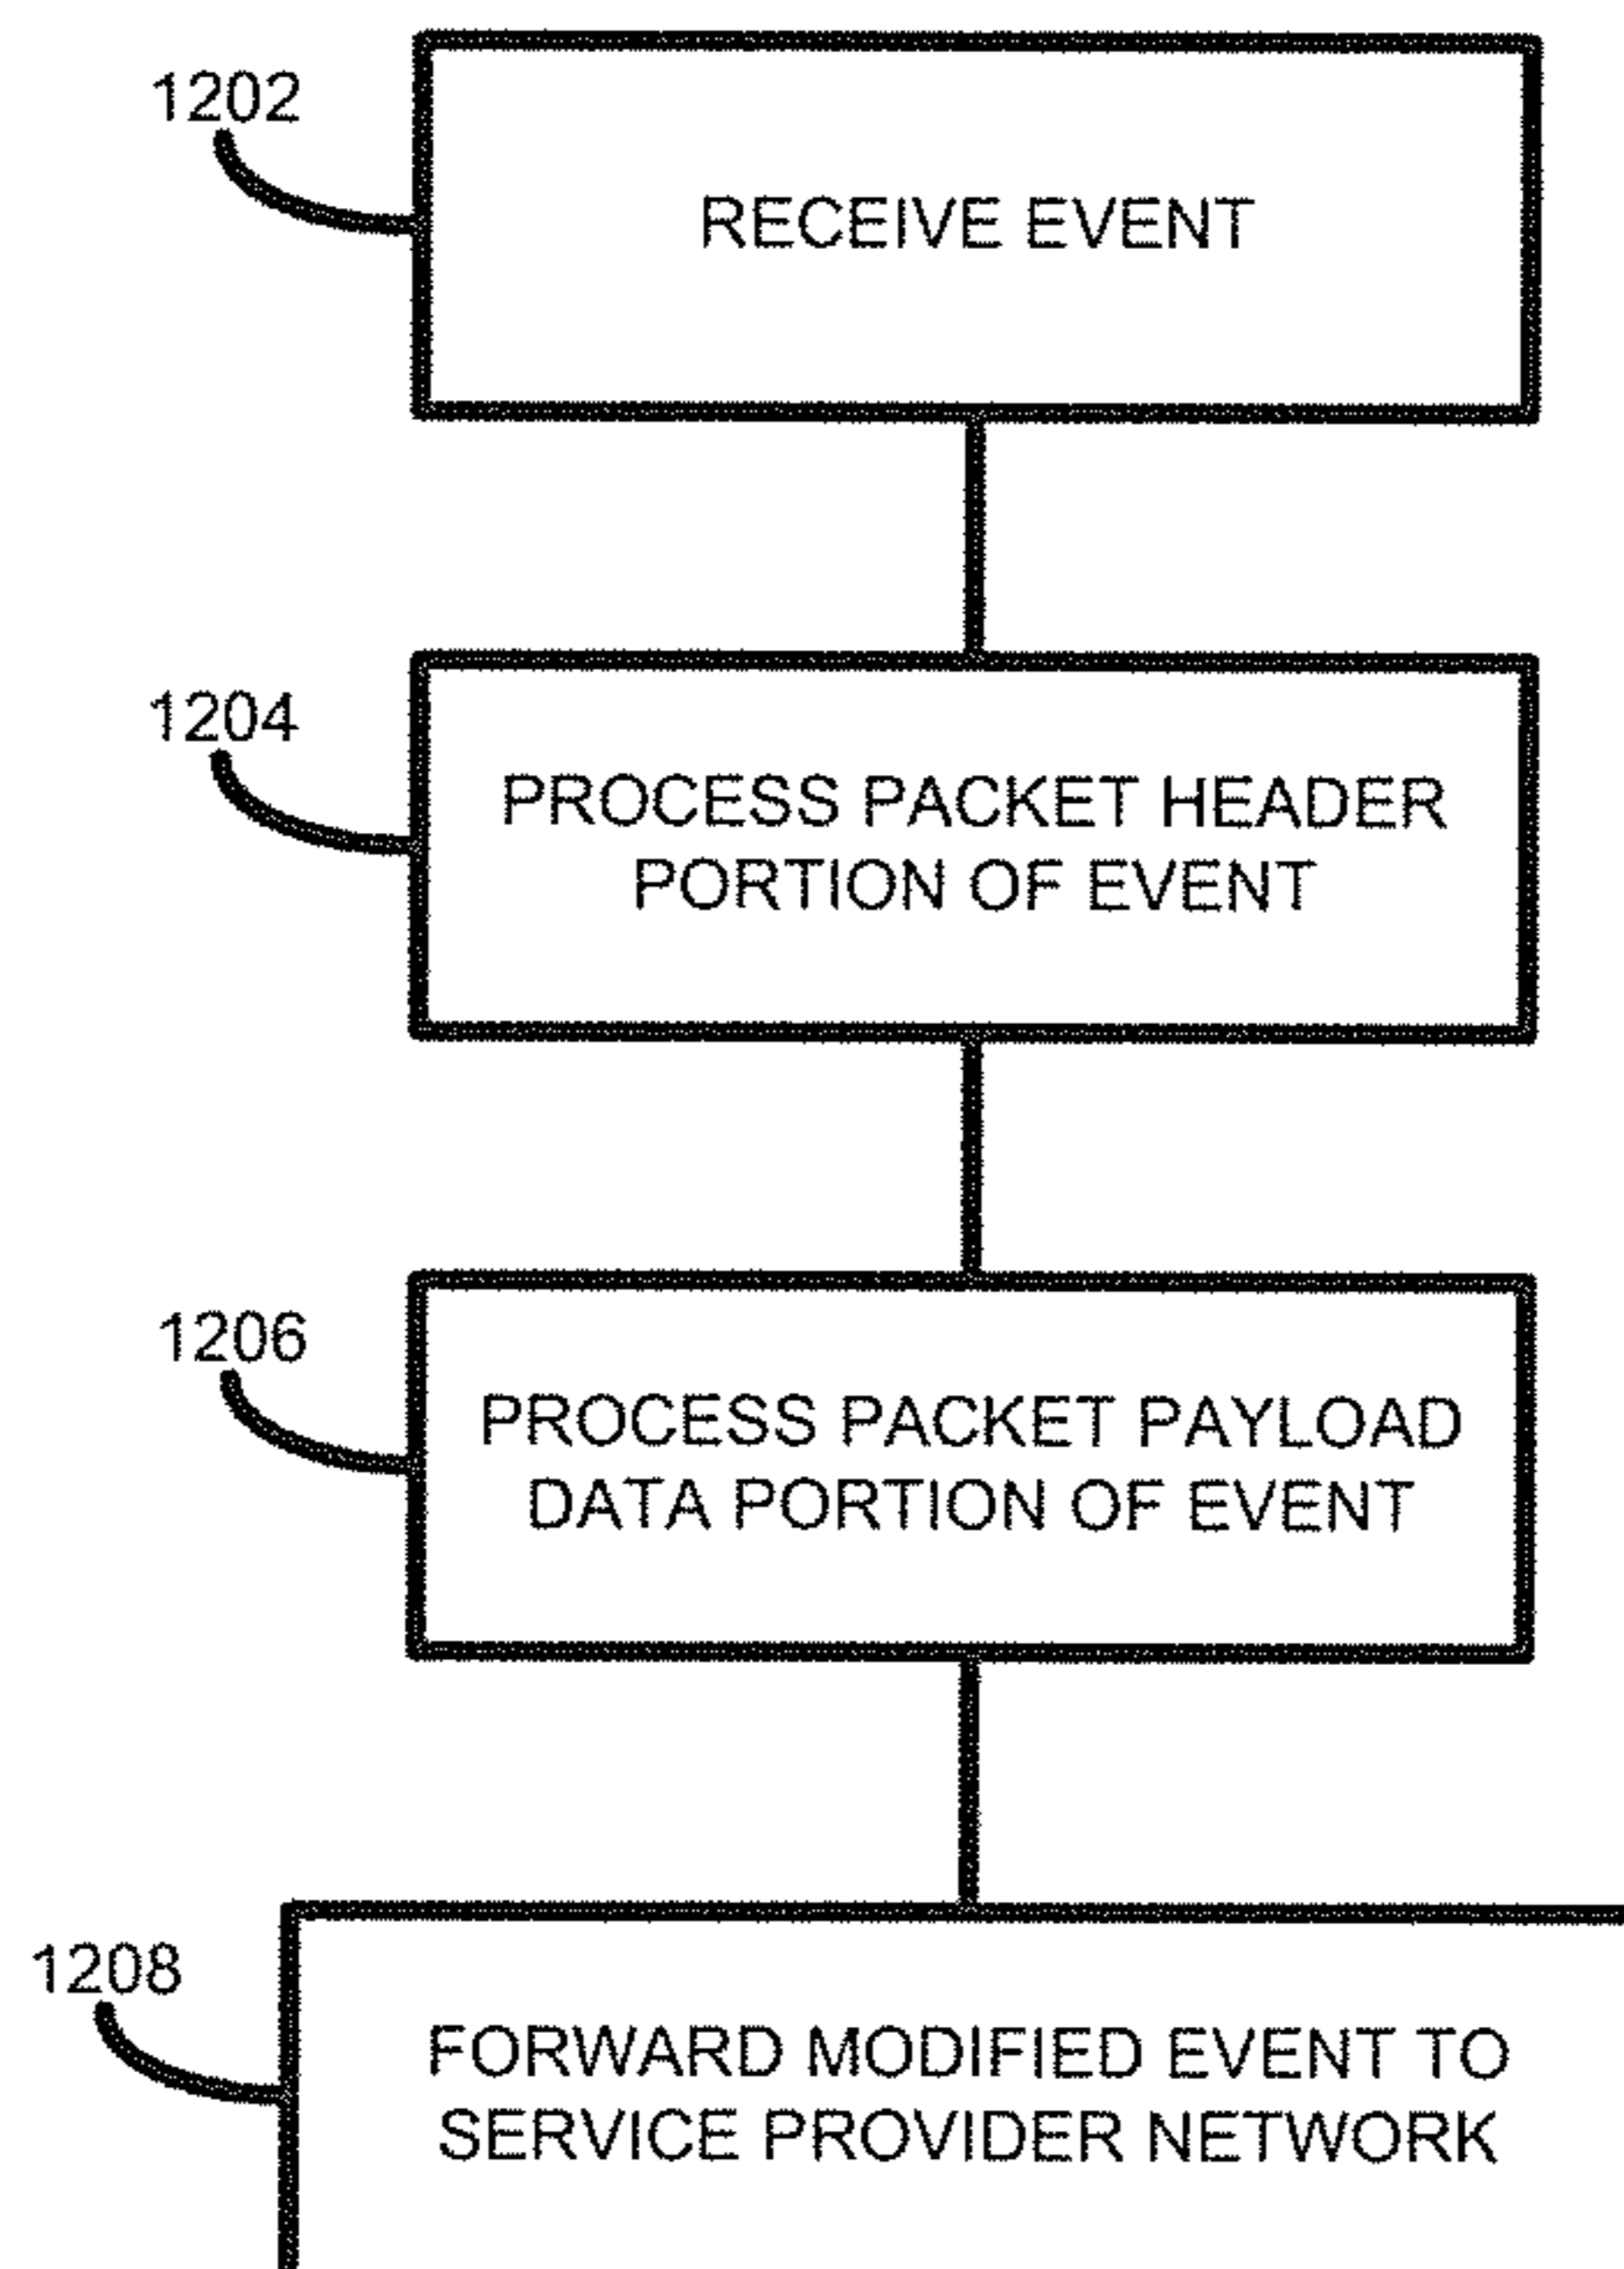 1202
RECEIVE EVENT
1204
PROCESS PACKET HEADER
PORTION OF EVENT
1206
PROCESS PACKET PAYLOAD
DATA PORTION OF EVENT
1208
FORWARD MODIFIED EVENT TO
SERVICE PROVIDER NETWORK